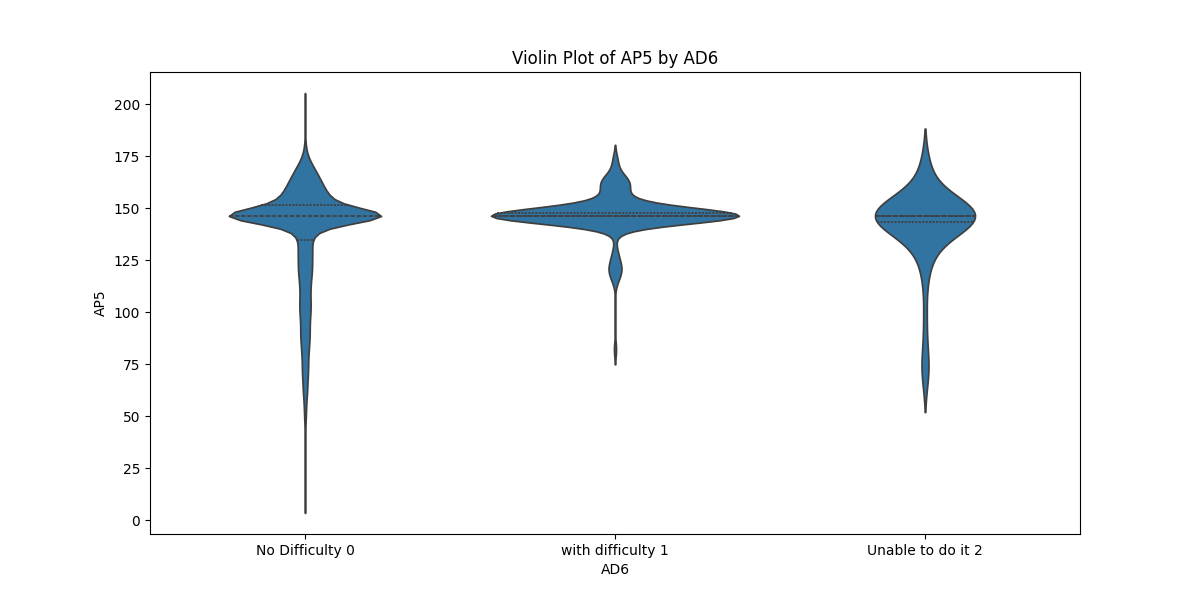 Violin Plot of AP5 by AD6
200
175
150
125
100
75
50
25
0
AP5
No Difficulty 0
with difficulty 1
Unable to do it 2
AD6